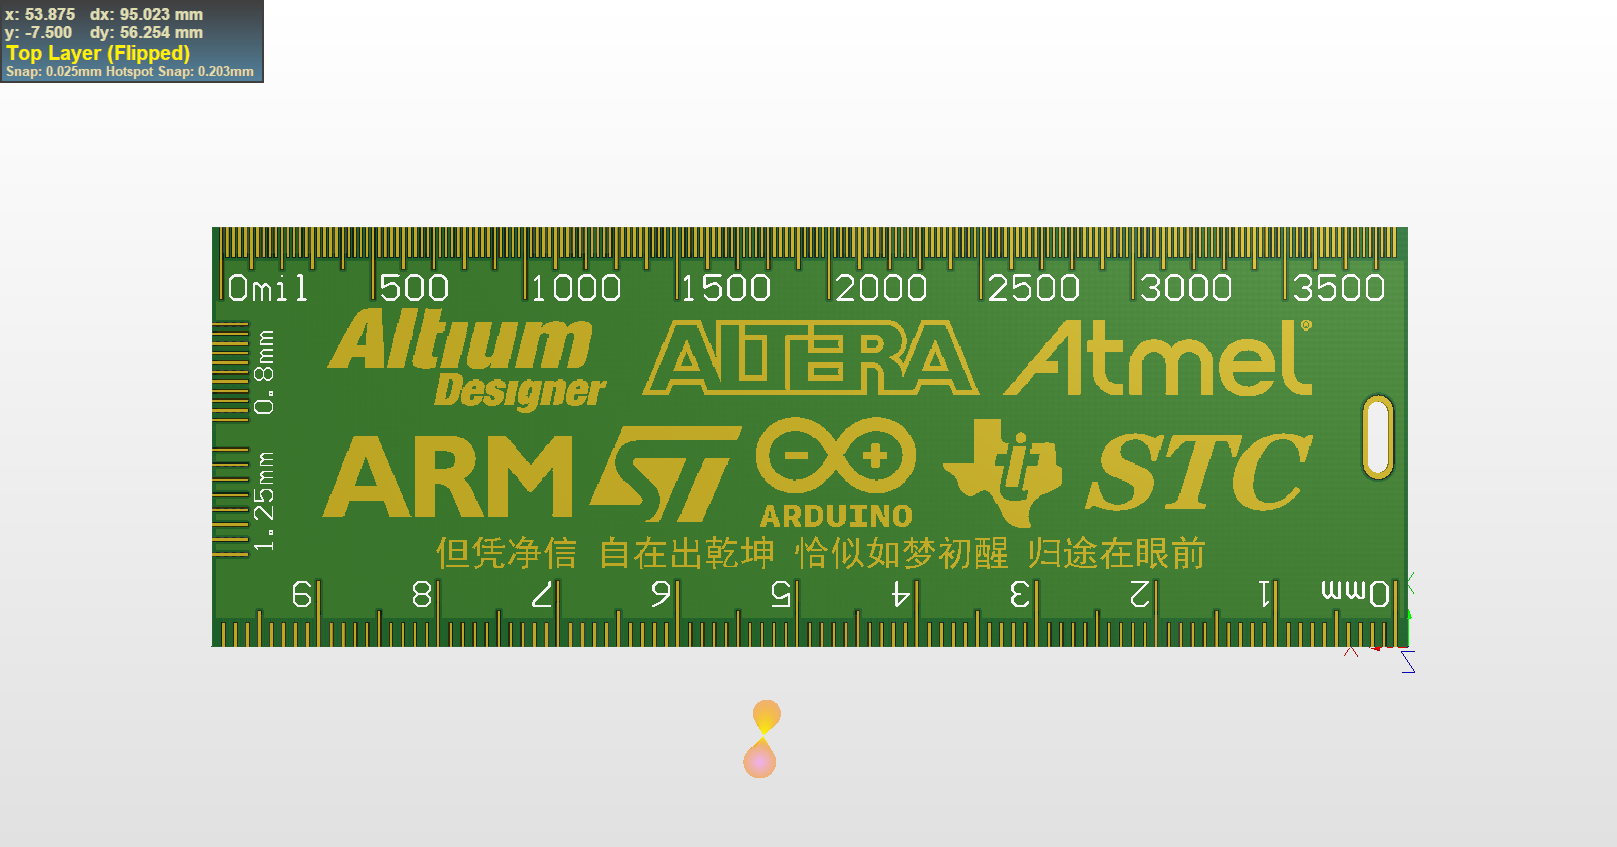 x: 53.875 dx: 95.023 mm
y: -7.500 dy: 56.254 mm
Top Layer (Flipped)
Snap: 0.025mm Hotspot Snap: 0.203mm
0mil 500 1000 1500 2000 2500 3000 3500
0.8mm
1.25mm
Altium Designer
ALTERA
Atmel®
ARM
ST
ARDUINO
ti
STC
但凭净信 自在出乾坤 恰似如梦初醒 归途在眼前
9 8 7 6 5 4 3 2 1 0mm
X
Y
Z